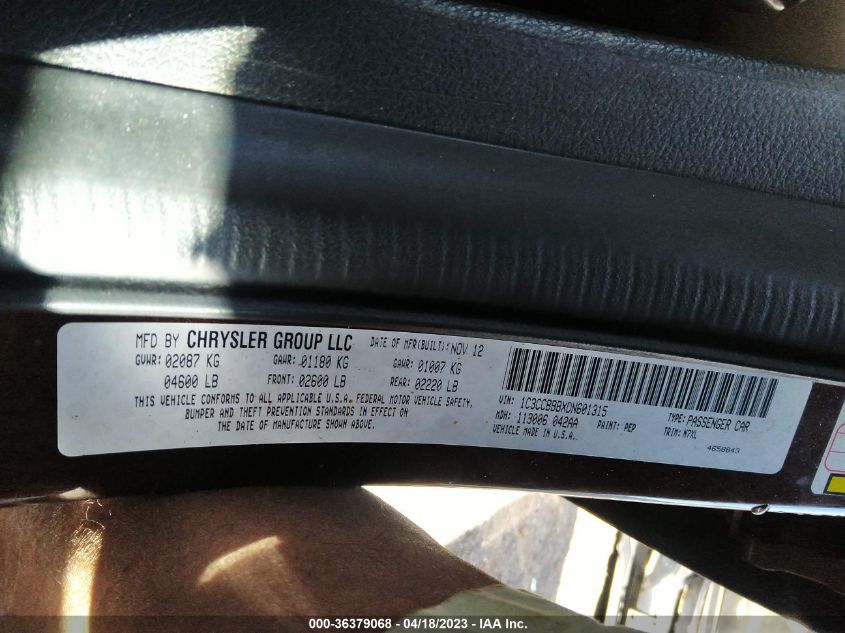 MFD BY CHRYSLER GROUP LLC DATE OF MFR(BUILT): NOV 12
GVWR: 02087 KG GAWR: 01180 KG GAWR: 01007 KG
04600 LB FRONT: 02600 LB REAR: 02220 LB
THIS VEHICLE CONFORMS TO ALL APPLICABLE U.S.A. FEDERAL MOTOR VEHICLE SAFETY,
BUMPER AND THEFT PREVENTION STANDARDS IN EFFECT ON
THE DATE OF MANUFACTURE SHOWN ABOVE.
VIN: 1C3CCBBBXDN601315 TYPE: PASSENGER CAR
MDH: 113006 042AA PAINT: PEP TRIM: N7XL
VEHICLE MADE IN U.S.A. 4658843
000-36379068 - 04/18/2023 - IAA Inc.